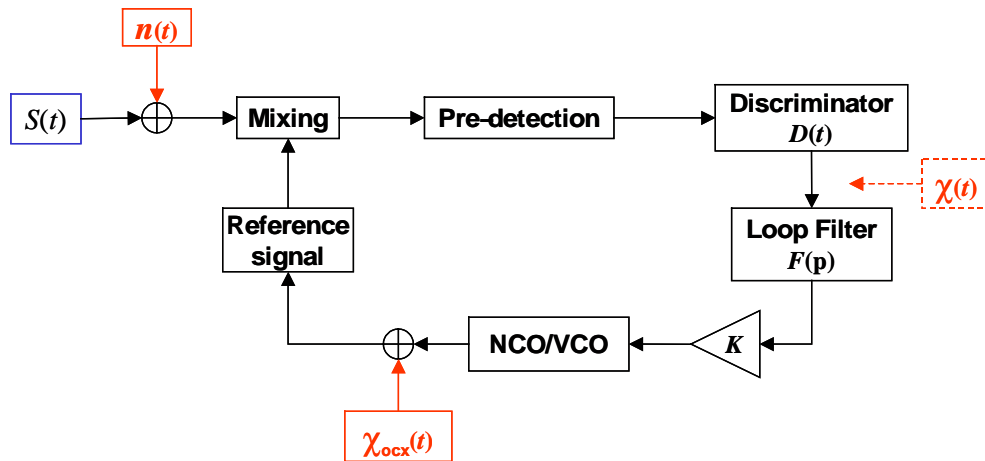 n(t)
S(t)
Mixing
Pre-detection
Discriminator
D(t)
χ(t)
Reference
signal
Loop Filter
F(p)
NCO/VCO
K
χocx(t)